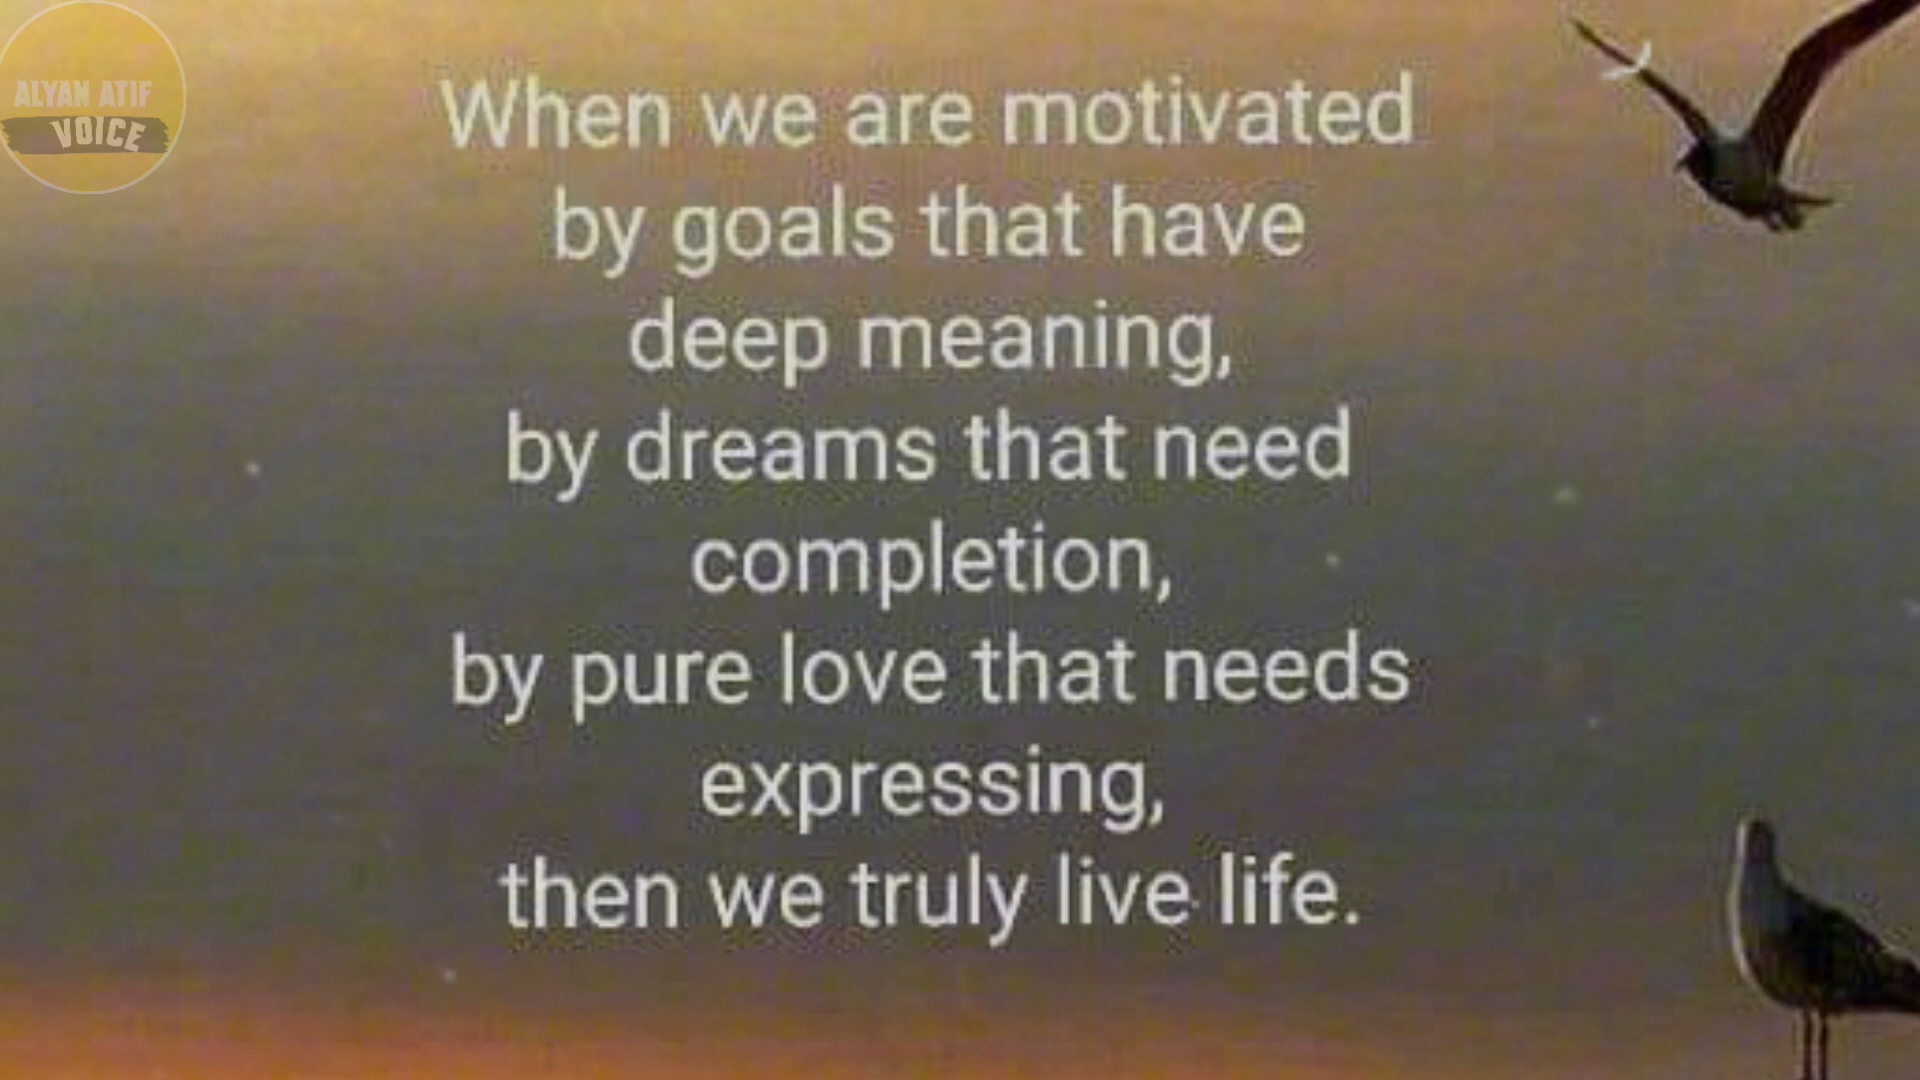 ALYAN ATIF
VOICE
When we are motivated
by goals that have
deep meaning,
by dreams that need
completion,
by pure love that needs
expressing,
then we truly live life.